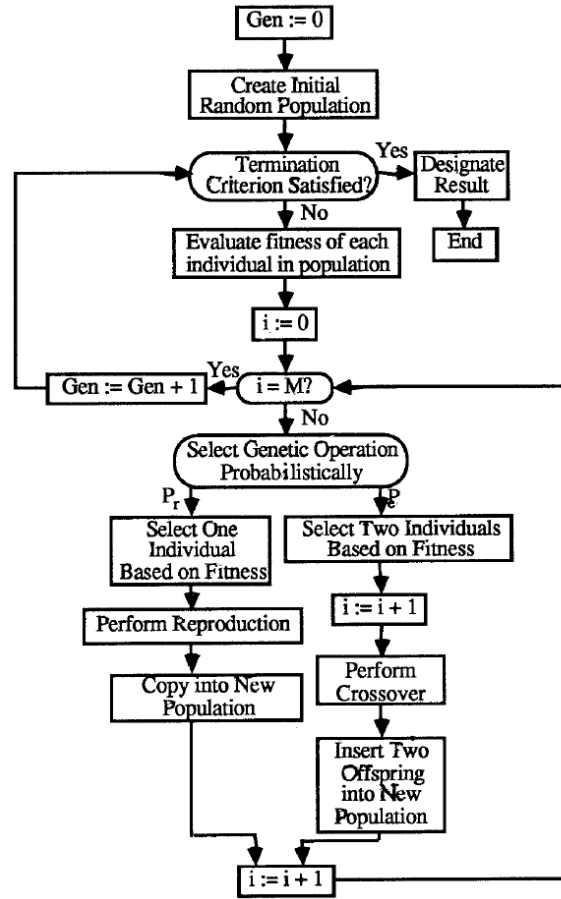 Gen := 0
Create Initial
Random Population
Termination
Criterion Satisfied?
Yes
Designate
Result
End
No
Evaluate fitness of each
individual in population
i := 0
Gen := Gen + 1
Yes
i = M?
No
Select Genetic Operation
Probabilistically
Pr
Pc
Select One
Individual
Based on Fitness
Select Two Individuals
Based on Fitness
i := i + 1
Perform Reproduction
Perform
Crossover
Copy into New
Population
Insert Two
Offspring
into New
Population
i := i + 1